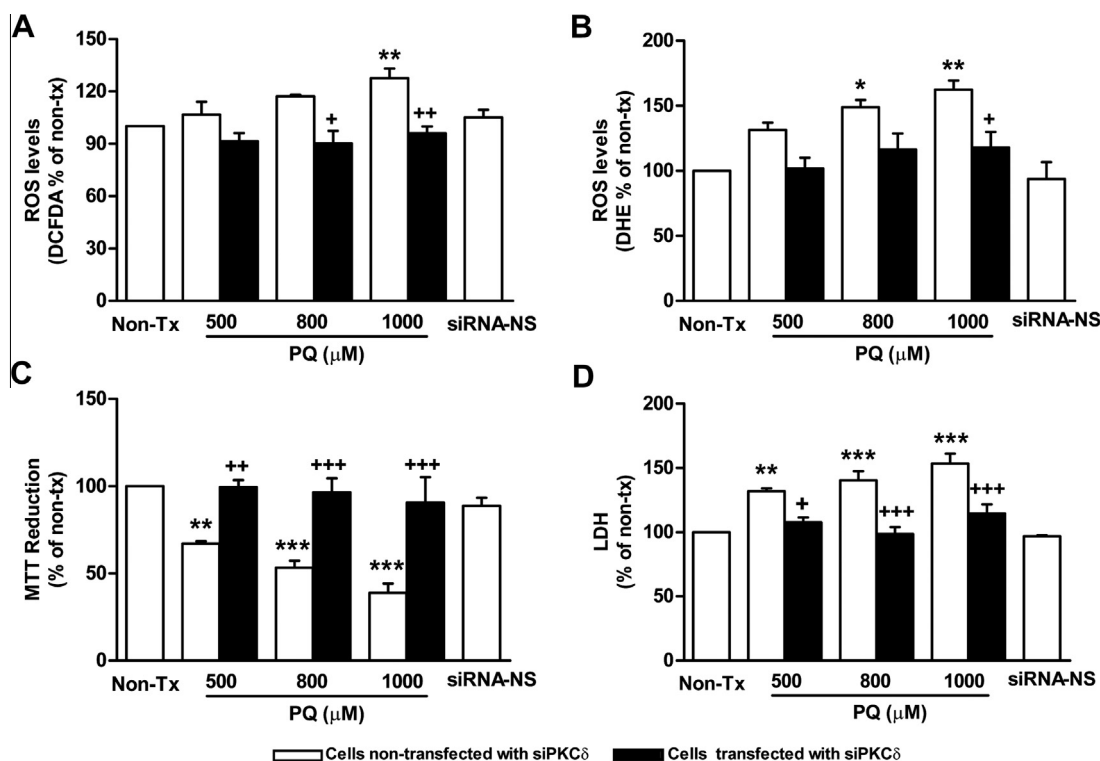 A
150
120
90
60
30
0
ROS levels
(DCFDA % of non-tx)
**
+
++
Non-Tx
500
800
1000
siRNA-NS
PQ (μM)
B
200
150
100
50
0
ROS levels
(DHE % of non-tx)
*
**
+
Non-Tx
500
800
1000
siRNA-NS
PQ (μM)
C
150
100
50
0
MTT Reduction
(% of non-tx)
**
++
***
+++
***
+++
Non-Tx
500
800
1000
siRNA-NS
PQ (μM)
D
200
150
100
50
0
LDH
(% of non-tx)
**
+
***
+++
***
+++
Non-Tx
500
800
1000
siRNA-NS
PQ (μM)
Cells non-transfected with siPKCδ
Cells transfected with siPKCδ